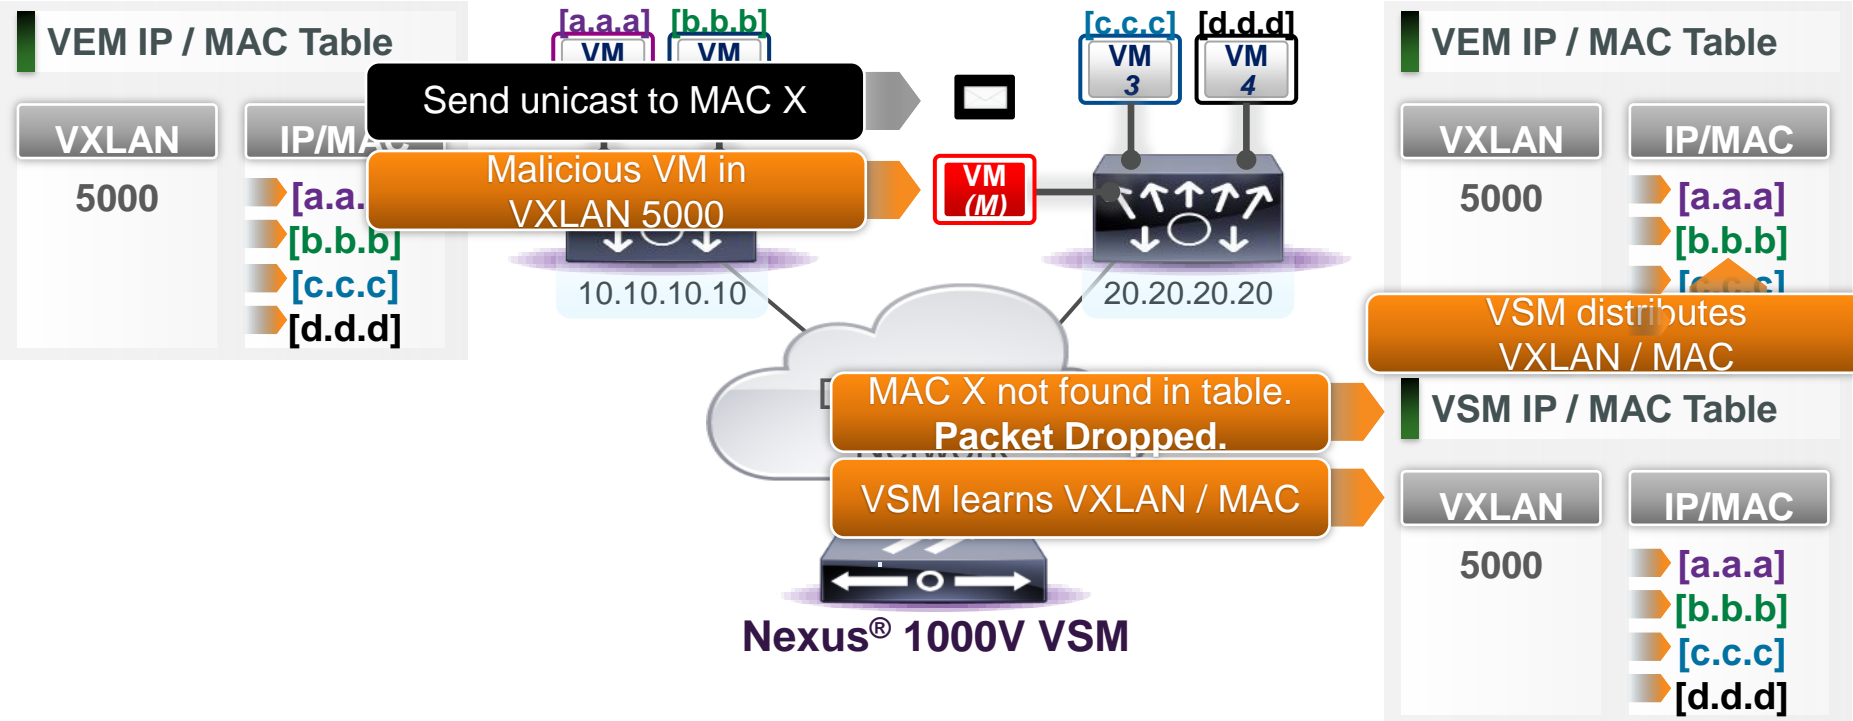 VEM IP / MAC Table
VXLAN
IP/MAC
5000
[a.a.
[b.b.b]
[c.c.c]
[d.d.d]
[a.a.a]
[b.b.b]
VM
VM
Send unicast to MAC X
Malicious VM in
VXLAN 5000
VM
(M)
[c.c.c]
[d.d.d]
VM
3
VM
4
10.10.10.10
20.20.20.20
VEM IP / MAC Table
VXLAN
IP/MAC
5000
[a.a.a]
[b.b.b]
[c.c.c]
VSM distributes
VXLAN / MAC
MAC X not found in table.
Packet Dropped.
Network
VSM learns VXLAN / MAC
Nexus® 1000V VSM
VSM IP / MAC Table
VXLAN
IP/MAC
5000
[a.a.a]
[b.b.b]
[c.c.c]
[d.d.d]